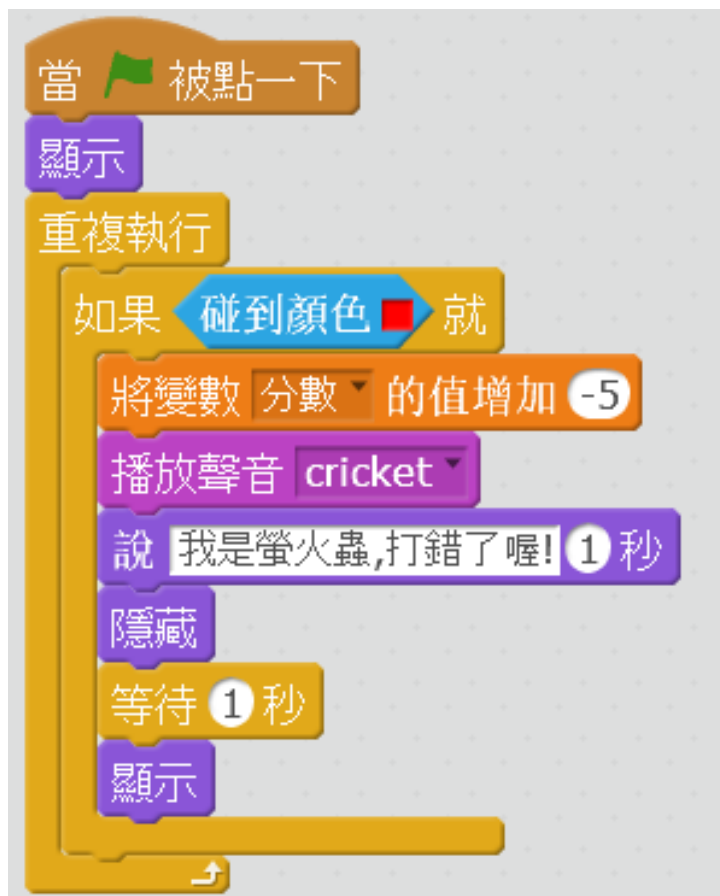 當 被點一下
顯示
重複執行
如果 碰到顏色 就
將變數 分數 的值增加 -5
播放聲音 cricket
說 我是螢火蟲,打錯了喔! 1 秒
隱藏
等待 1 秒
顯示